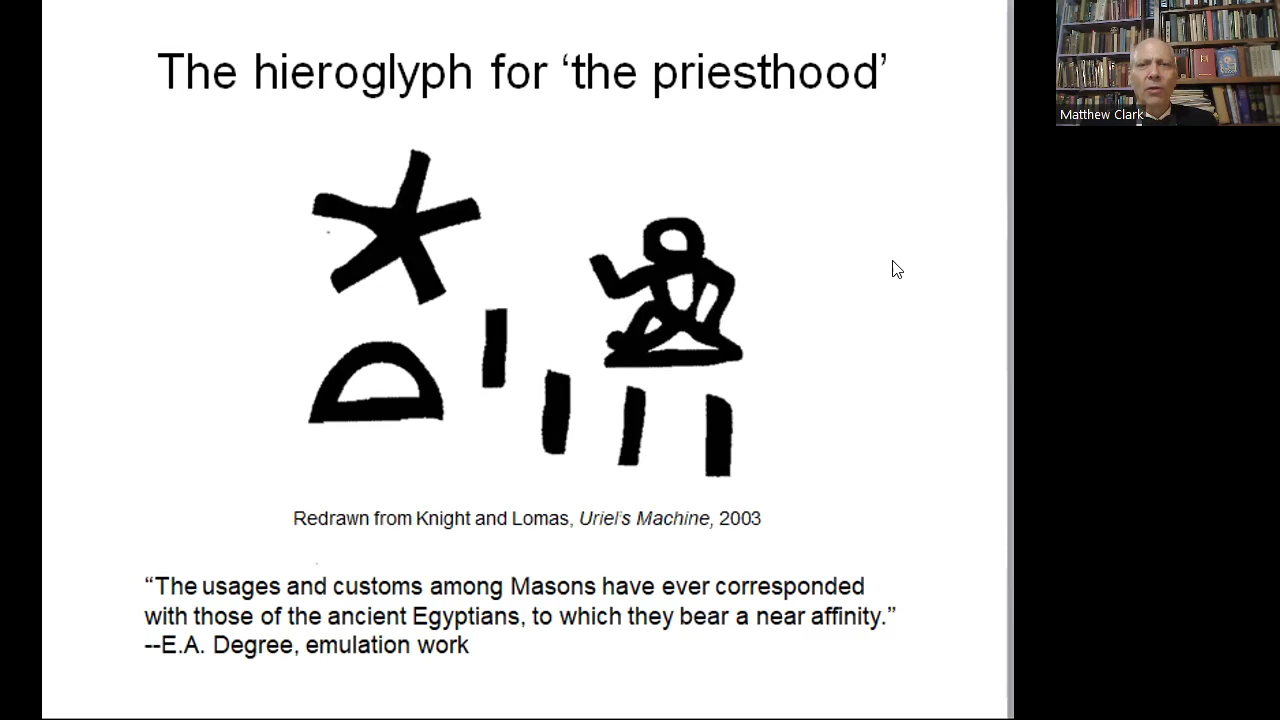 The hieroglyph for ‘the priesthood’
Matthew Clark
Redrawn from Knight and Lomas, Uriel's Machine, 2003
“The usages and customs among Masons have ever corresponded
with those of the ancient Egyptians, to which they bear a near affinity.”
--E.A. Degree, emulation work